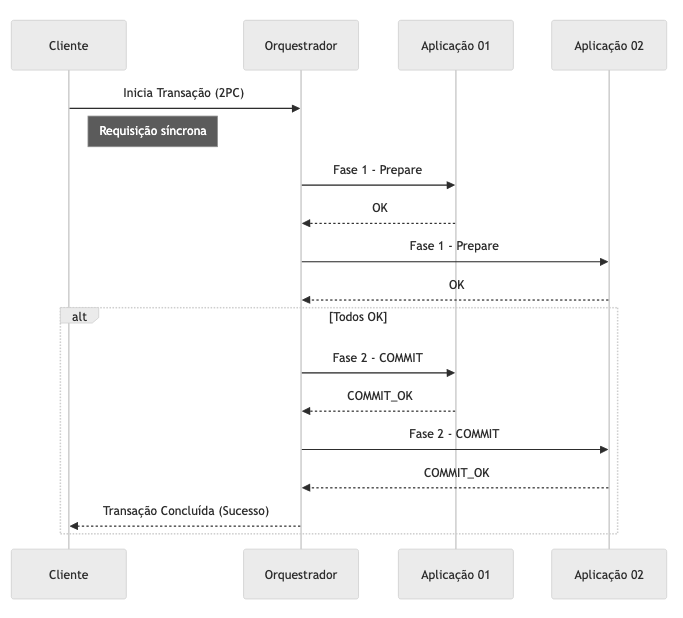 Cliente
Orquestrador
Aplicação 01
Aplicação 02
Inicia Transação (2PC)
Requisição síncrona
Fase 1 - Prepare
OK
Fase 1 - Prepare
OK
alt
[Todos OK]
Fase 2 - COMMIT
COMMIT_OK
Fase 2 - COMMIT
COMMIT_OK
Transação Concluída (Sucesso)
Cliente
Orquestrador
Aplicação 01
Aplicação 02